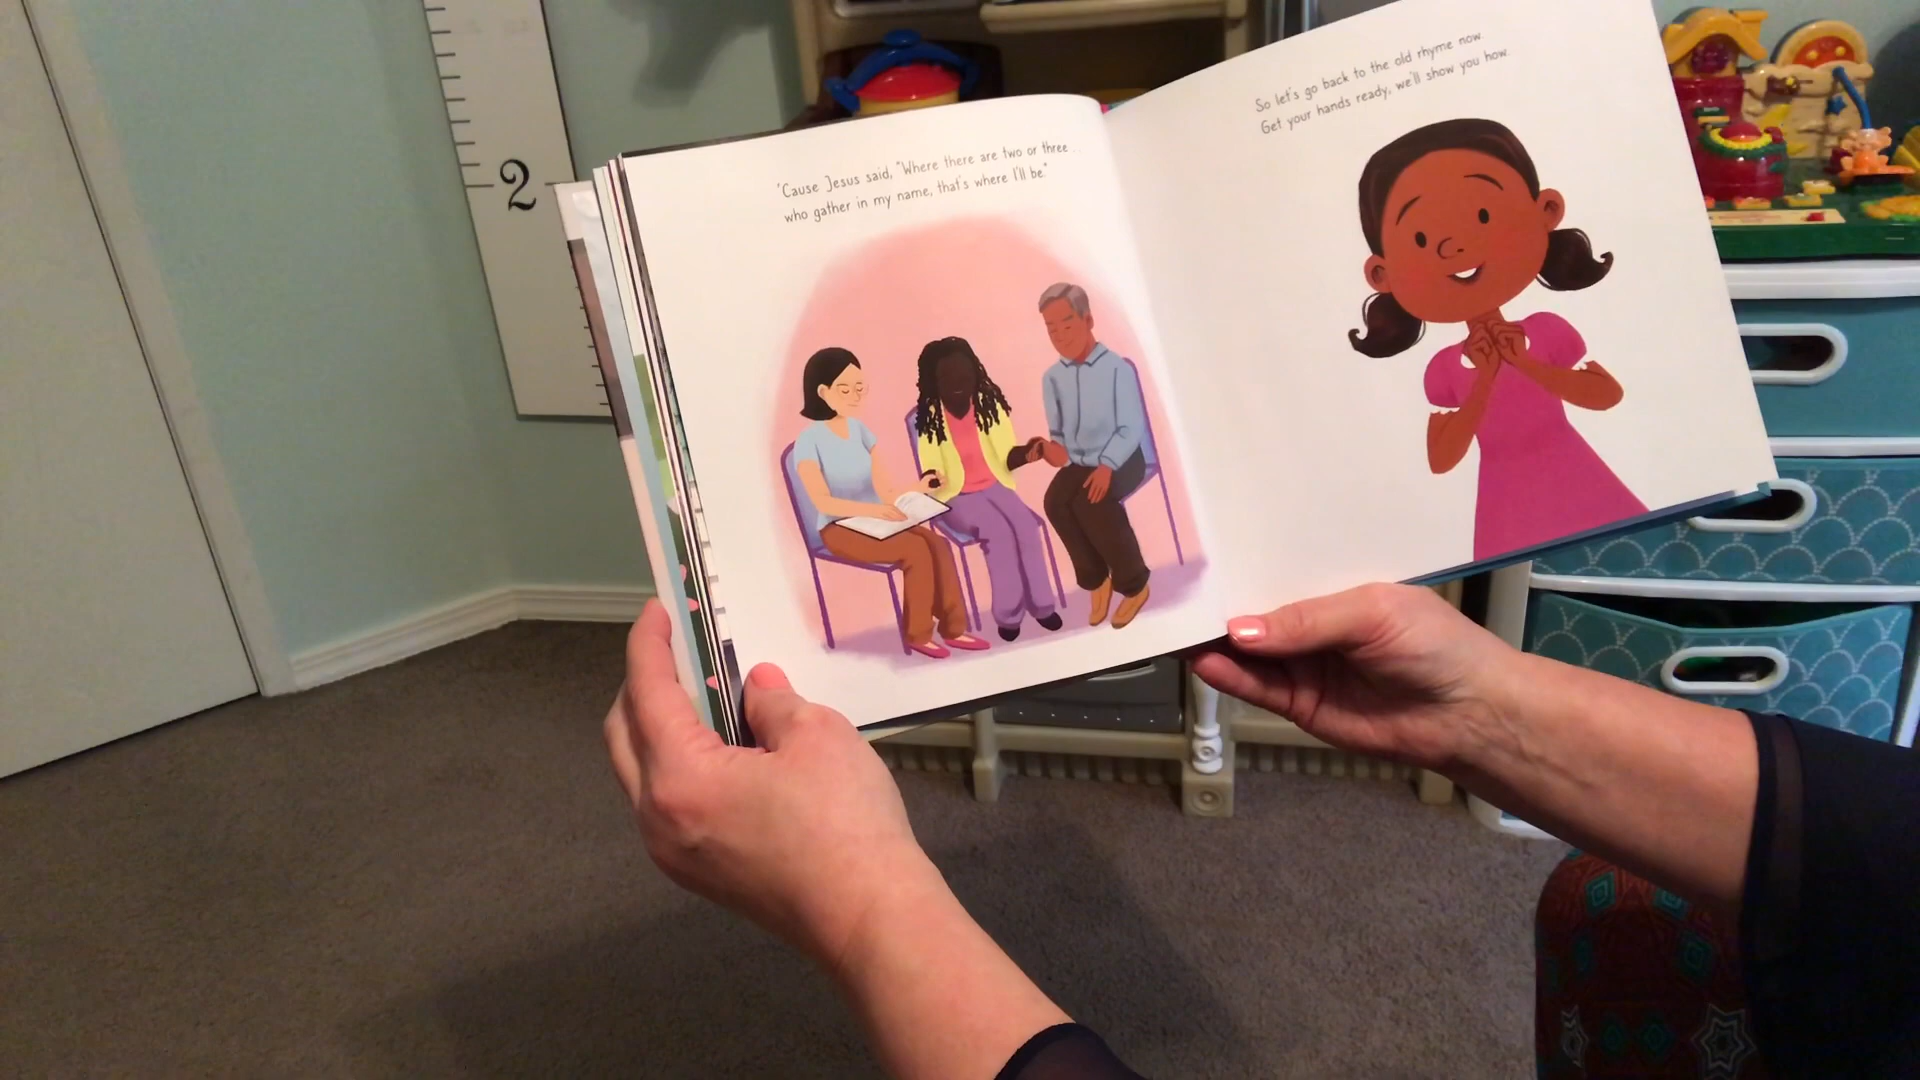 2
'Cause Jesus said, "Where there are two or three . .
who gather in my name, that's where I'll be."
So let's go back to the old rhyme now.
Get your hands ready, we'll show you how.